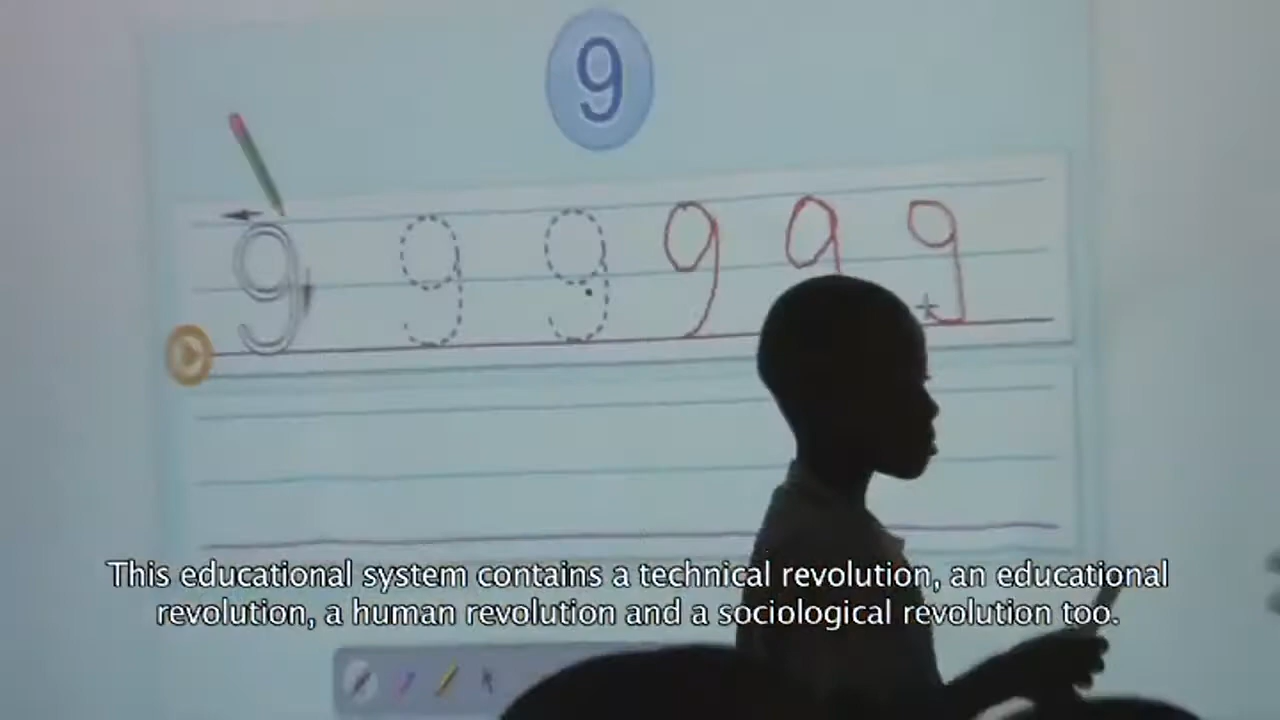 9
9 9 9 9 9 9
This educational system contains a technical revolution, an educational
revolution, a human revolution and a sociological revolution too.